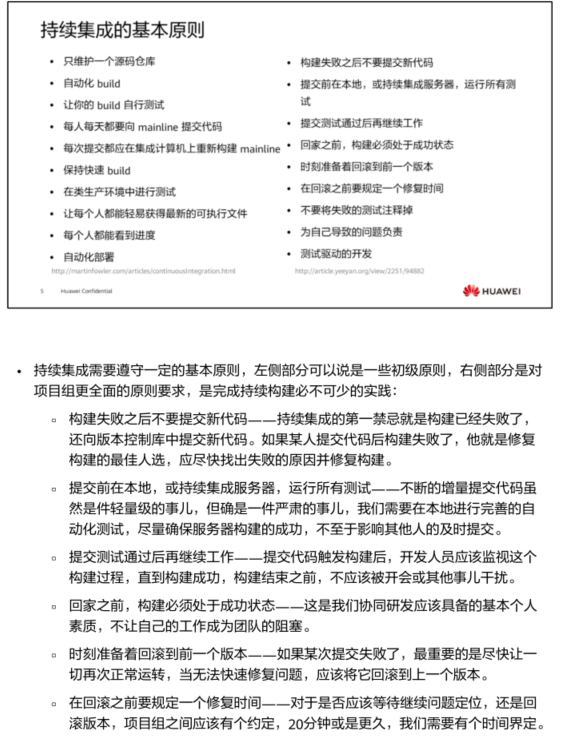 持续集成的基本原则
• 只维护一个源码仓库
• 自动化 build
• 让你的 build 自行测试
• 每人每天都要向 mainline 提交代码
• 每次提交都应在集成计算机上重新构建 mainline
• 保持快速 build
• 在类生产环境中进行测试
• 让每个人都能轻易获得最新的可执行文件
• 每个人都能看到进度
• 自动化部署
http://martinfowler.com/articles/continuousIntegration.html
• 构建失败之后不要提交新代码
• 提交前在本地，或持续集成服务器，运行所有测
试
• 提交测试通过后再继续工作
• 回家之前，构建必须处于成功状态
• 时刻准备着回滚到前一个版本
• 在回滚之前要规定一个修复时间
• 不要将失败的测试注释掉
• 为自己导致的问题负责
• 测试驱动的开发
http://article.yeeyan.org/view/2251/94882
5 Huawei Confidential
HUAWEI
• 持续集成需要遵守一定的基本原则，左侧部分可以说是一些初级原则，右侧部分是对
项目组更全面的原则要求，是完成持续构建必不可少的实践：
▫ 构建失败之后不要提交新代码——持续集成的第一禁忌就是构建已经失败了，
还向版本控制库中提交新代码。如果某人提交代码后构建失败了，他就是修复
构建的最佳人选，应尽快找出失败的原因并修复构建。
▫ 提交前在本地，或持续集成服务器，运行所有测试——不断的增量提交代码虽
然是件轻量级的事儿，但确是一件严肃的事儿，我们需要在本地进行完善的自
动化测试，尽量确保服务器构建的成功，不至于影响其他人的及时提交。
▫ 提交测试通过后再继续工作——提交代码触发构建后，开发人员应该监视这个
构建过程，直到构建成功，构建结束之前，不应该被开会或其他事儿干扰。
▫ 回家之前，构建必须处于成功状态——这是我们协同研发应该具备的基本个人
素质，不让自己的工作成为团队的阻塞。
▫ 时刻准备着回滚到前一个版本——如果某次提交失败了，最重要的是尽快让一
切再次正常运转，当无法快速修复问题，应该将它回滚到上一个版本。
▫ 在回滚之前要规定一个修复时间——对于是否应该等待继续问题定位，还是回
滚版本，项目组之间应该有个约定，20分钟或是更久，我们需要有个时间界定。